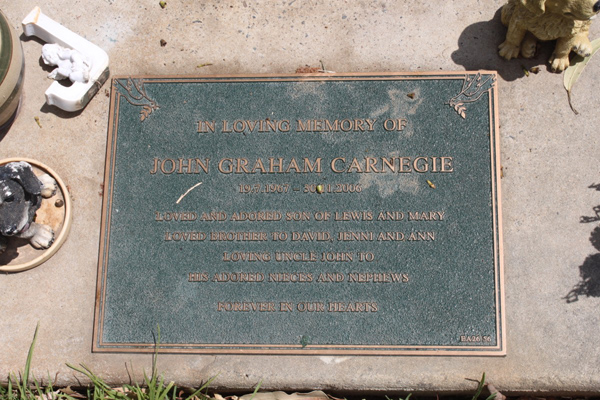 IN LOVING MEMORY OF
JOHN GRAHAM CARNEGIE
LOVED AND ADORED SON OF LEWIS AND MARY
LOVED BROTHER TO DAVID, JENNI AND ANN
LOVING UNCLE JOHN TO
HIS ADORED NIECES AND NEPHEWS
FOREVER IN OUR HEARTS